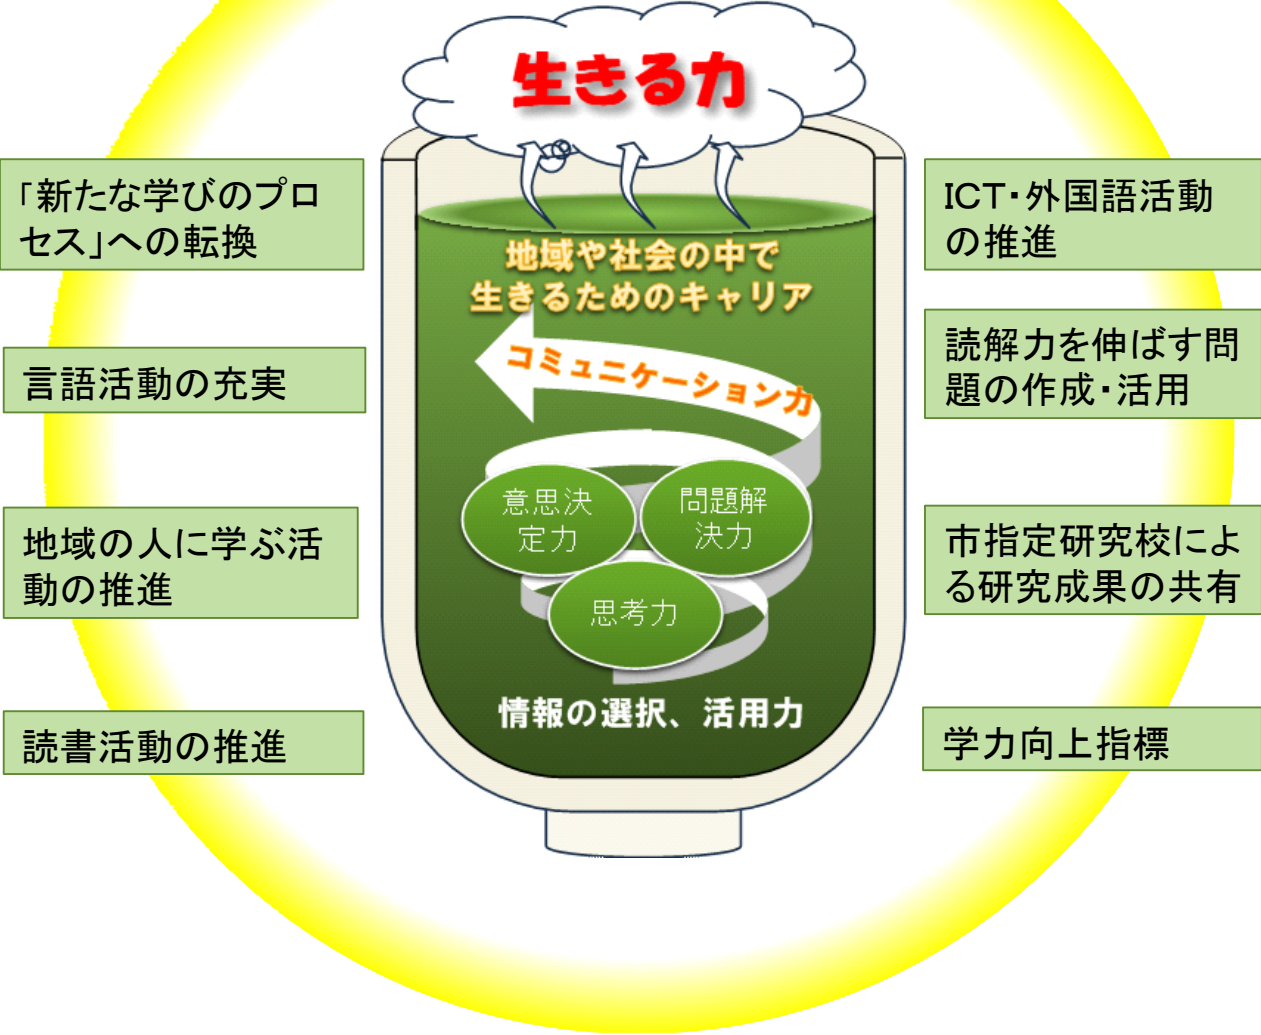 生きる力
地域や社会の中で
生きるためのキャリア
コミュニケーション力
意思決
定力
問題解
決力
思考力
情報の選択、活用力
「新たな学びのプロ
セス」への転換
言語活動の充実
地域の人に学ぶ活
動の推進
読書活動の推進
ICT・外国語活動
の推進
読解力を伸ばす問
題の作成・活用
市指定研究校によ
る研究成果の共有
学力向上指標